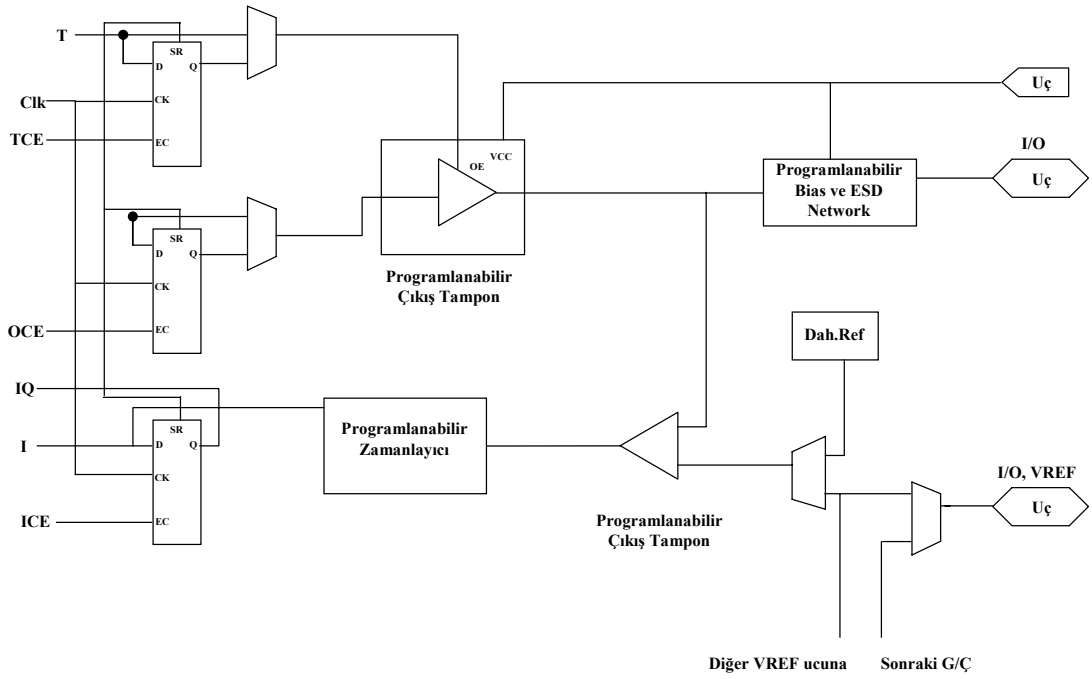 T
SR
D
Q
CK
EC
Clk
TCE
VCC
OE
Uç
I/O
Uç
Programlanabilir
Bias ve ESD
Network
SR
D
Q
CK
EC
OCE
Programlanabilir
Çıkış Tampon
Dah.Ref
IQ
I
SR
D
Q
CK
EC
ICE
Programlanabilir
Zamanlayıcı
Programlanabilir
Çıkış Tampon
I/O, VREF
Uç
Diğer VREF ucuna
Sonraki G/Ç